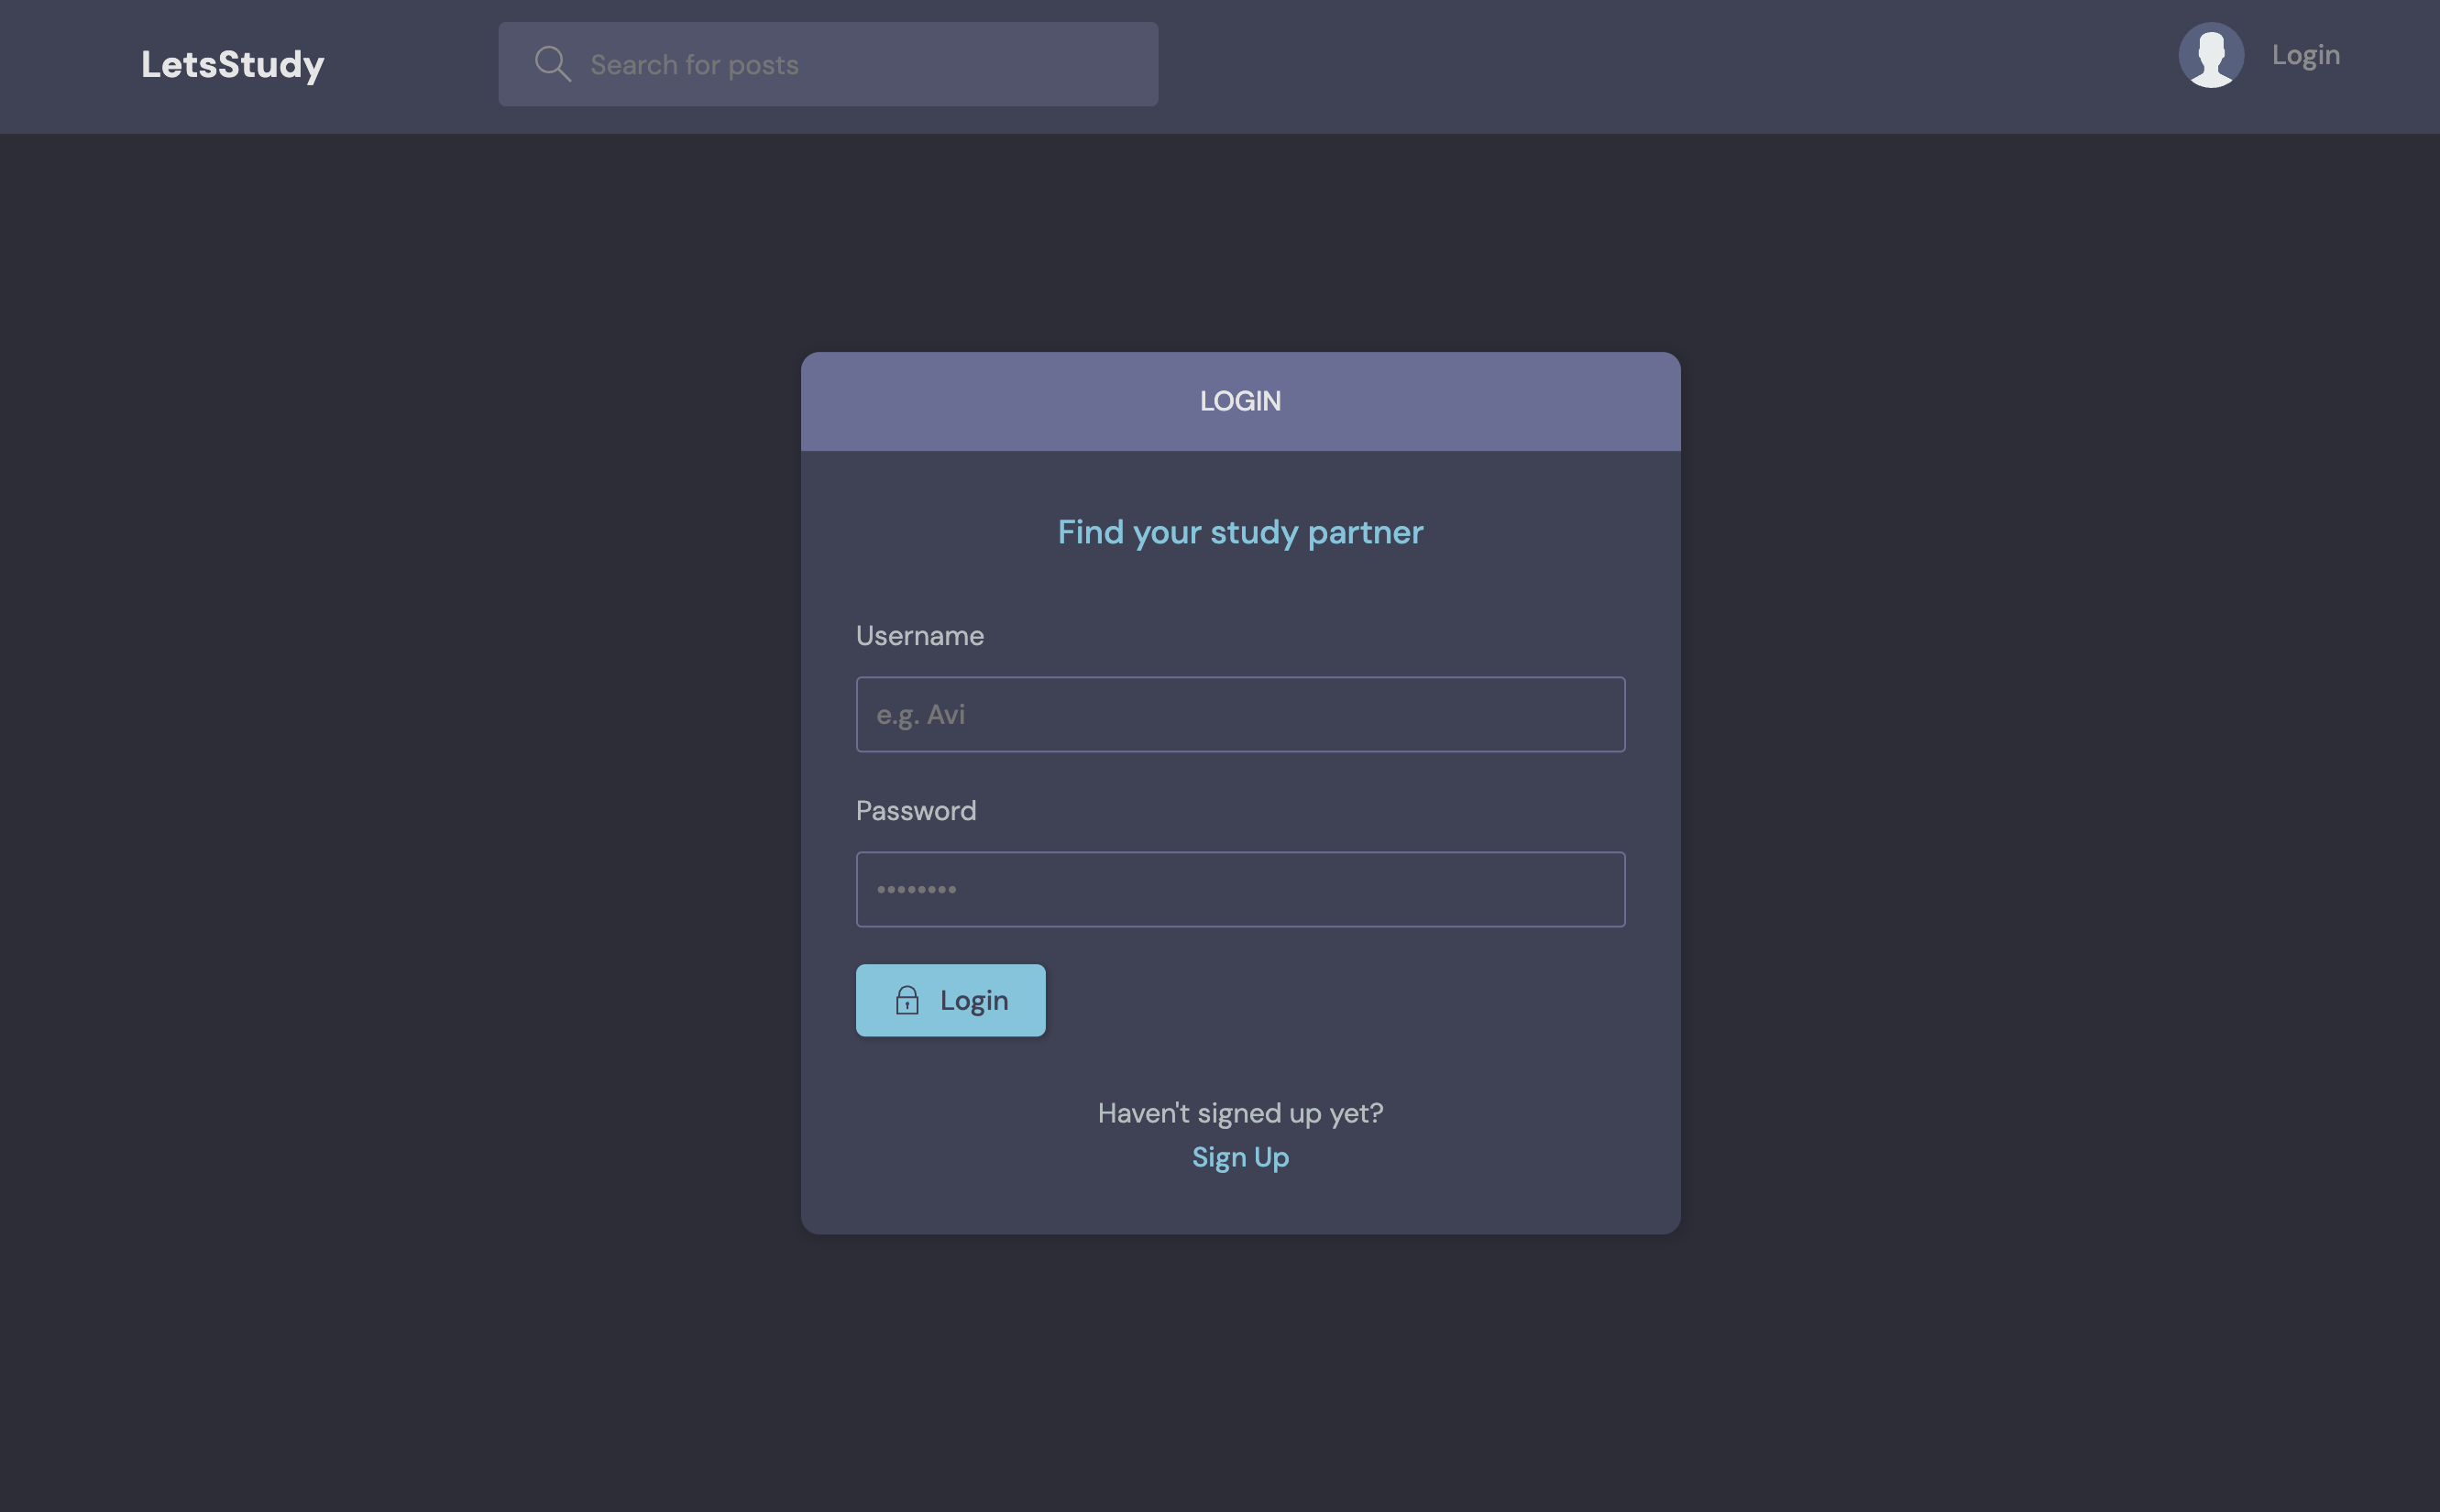 LetsStudy
Search for posts
Login
LOGIN
Find your study partner
Username
e.g. Avi
Password
••••••••
Login
Haven't signed up yet?
Sign Up